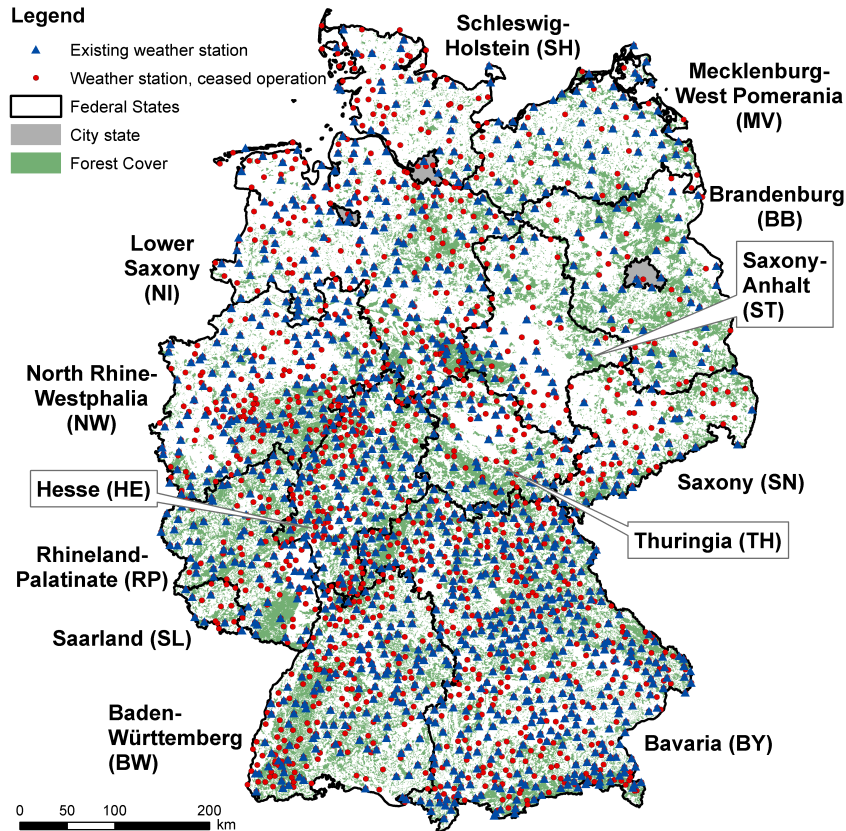 Legend
Existing weather station
Weather station, ceased operation
Federal States
City state
Forest Cover
Schleswig-
Holstein (SH)
Mecklenburg-
West Pomerania
(MV)
Brandenburg
(BB)
Saxony-
Anhalt
(ST)
Lower
Saxony
(NI)
North Rhine-
Westphalia
(NW)
Hesse (HE)
Saxony (SN)
Thuringia (TH)
Rhineland-
Palatinate (RP)
Saarland (SL)
Baden-
Württemberg
(BW)
Bavaria (BY)
0 50 100 200
km